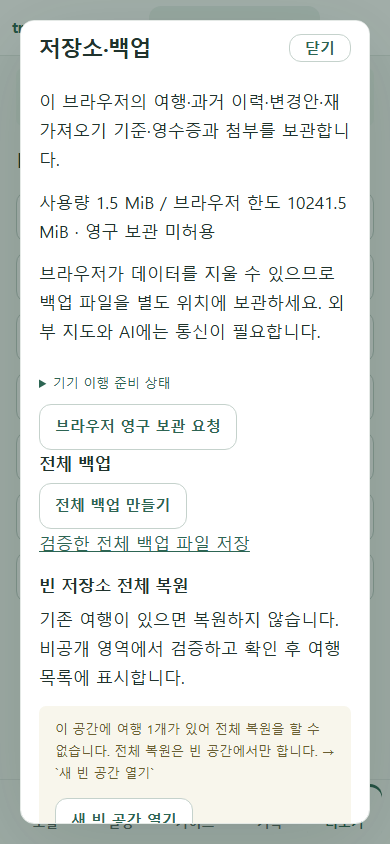 저장소·백업
닫기
이 브라우저의 여행·과거 이력·변경안·재
가져오기 기준·영수증과 첨부를 보관합니
다.
사용량 1.5 MiB / 브라우저 한도 10241.5
MiB · 영구 보관 미허용
브라우저가 데이터를 지울 수 있으므로
백업 파일을 별도 위치에 보관하세요. 외
부 지도와 AI에는 통신이 필요합니다.
▶ 기기 이행 준비 상태
브라우저 영구 보관 요청
전체 백업
전체 백업 만들기
검증한 전체 백업 파일 저장
빈 저장소 전체 복원
기존 여행이 있으면 복원하지 않습니다.
비공개 영역에서 검증하고 확인 후 여행
목록에 표시합니다.
이 공간에 여행 1개가 있어 전체 복원을 할 수
없습니다. 전체 복원은 빈 공간에서만 합니다. →
`새 빈 공간 열기`
새 빈 공간 열기